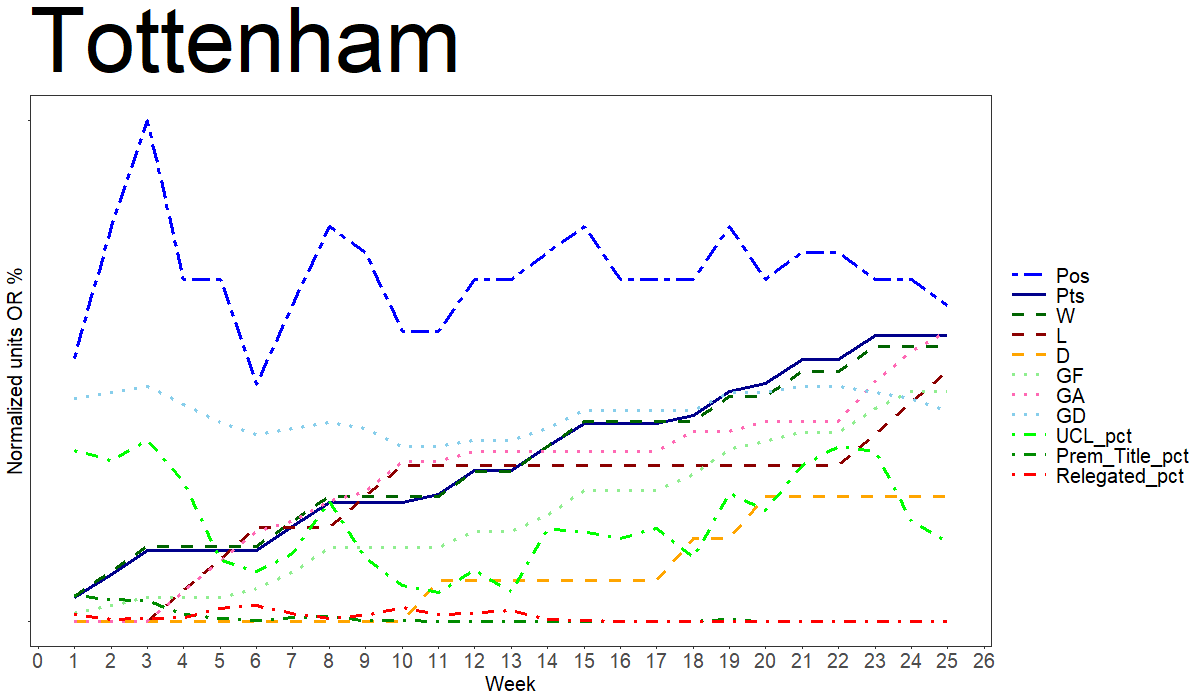 Tottenham
Normalized units OR %
0 1 2 3 4 5 6 7 8 9 10 11 12 13 14 15 16 17 18 19 20 21 22 23 24 25 26
Week
Pos
Pts
W
L
D
GF
GA
GD
UCL_pct
Prem_Title_pct
Relegated_pct